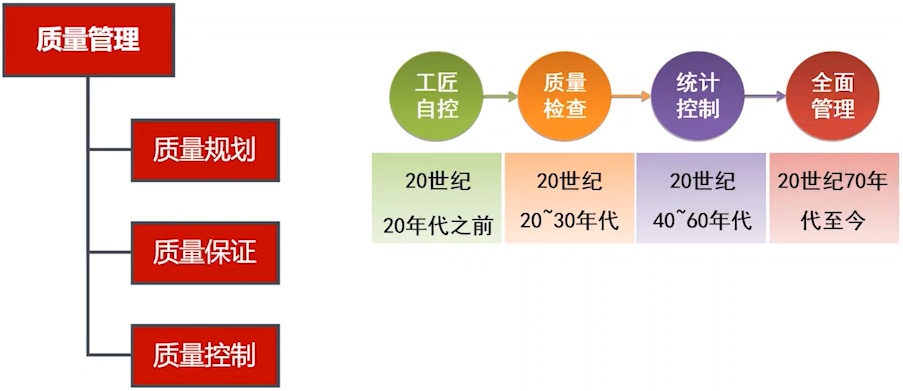 质量管理
质量规划
质量保证
质量控制
工匠
自控
质量
检查
统计
控制
全面
管理
20世纪
20年代之前
20世纪
20~30年代
20世纪
40~60年代
20世纪70年
代至今